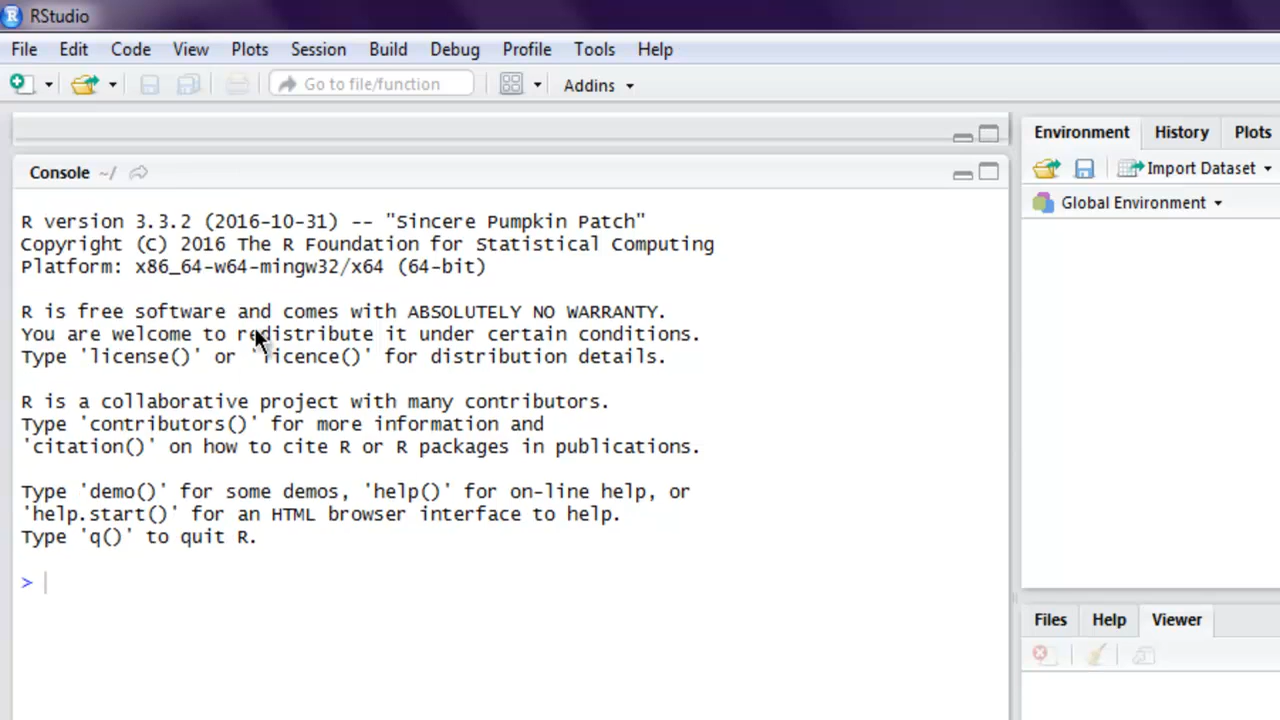 RStudio
File Edit Code View Plots Session Build Debug Profile Tools Help
Go to file/function Addins
Console ~/
R version 3.3.2 (2016-10-31) -- "Sincere Pumpkin Patch"
Copyright (C) 2016 The R Foundation for Statistical Computing
Platform: x86_64-w64-mingw32/x64 (64-bit)
R is free software and comes with ABSOLUTELY NO WARRANTY.
You are welcome to redistribute it under certain conditions.
Type 'license()' or 'licence()' for distribution details.
R is a collaborative project with many contributors.
Type 'contributors()' for more information and
'citation()' on how to cite R or R packages in publications.
Type 'demo()' for some demos, 'help()' for on-line help, or
'help.start()' for an HTML browser interface to help.
Type 'q()' to quit R.
>
Environment History Plots
Import Dataset
Global Environment
Files Help Viewer